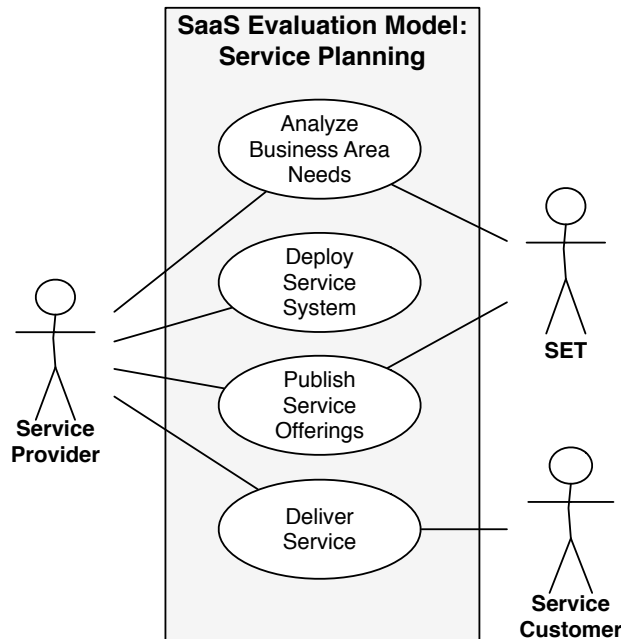 SaaS Evaluation Model:
Service Planning
Analyze
Business Area
Needs
Deploy
Service
System
SET
Publish
Service
Offerings
Service
Provider
Deliver
Service
Service
Customer